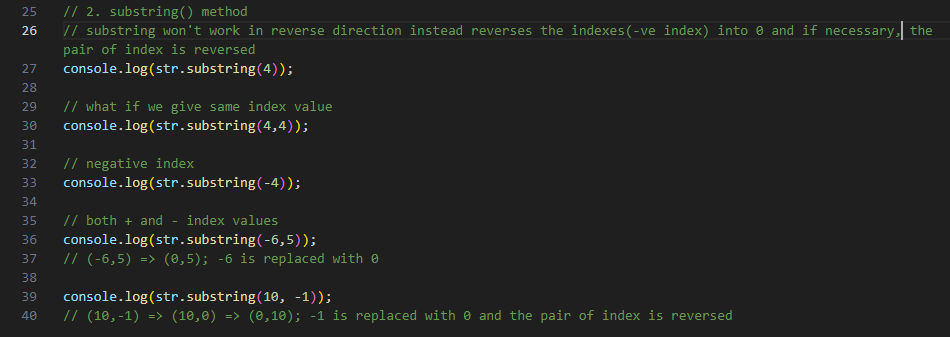 25 // 2. substring() method
26 // substring won't work in reverse direction instead reverses the indexes(-ve index) into 0 and if necessary, the
pair of index is reversed
27 console.log(str.substring(4));
28
29 // what if we give same index value
30 console.log(str.substring(4,4));
31
32 // negative index
33 console.log(str.substring(-4));
34
35 // both + and - index values
36 console.log(str.substring(-6,5));
37 // (-6,5) => (0,5); -6 is replaced with 0
38
39 console.log(str.substring(10, -1));
40 // (10,-1) => (10,0) => (0,10); -1 is replaced with 0 and the pair of index is reversed